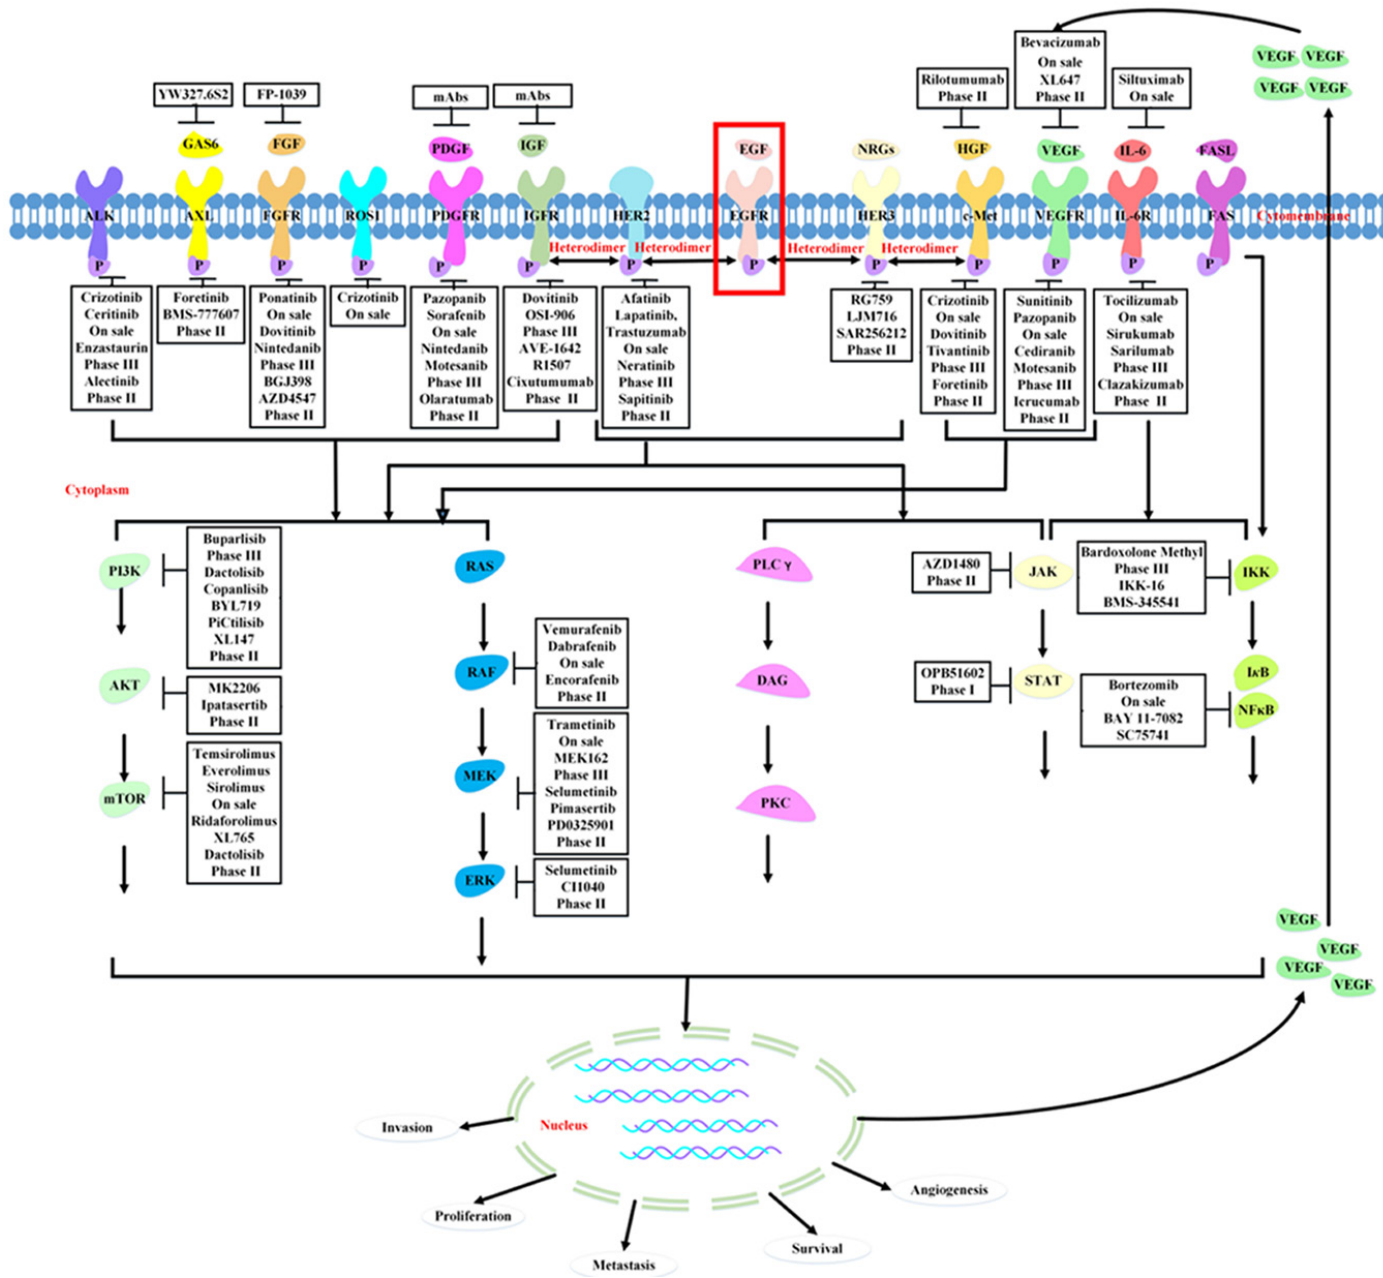 Bevacizumab
On sale
XL647
Phase II
VEGF
VEGF
VEGF
VEGF
YW327.6S2
FP-1039
mAbs
mAbs
Rilotumumab
Phase II
Siltuximab
On sale
GAS6
FGF
PDGF
IGF
EGF
NRGs
HGF
VEGF
IL-6
FASL
ALK
AXL
FGFR
ROS1
PDGFR
IGFR
HER2
EGFR
HER3
c-Met
VEGFR
IL-6R
FAS
Cytomembrane
Heterodimer
Heterodimer
Heterodimer
Heterodimer
P
P
P
P
P
P
P
P
P
P
P
P
P
Crizotinib
Ceritinib
On sale
Enzastaurin
Phase III
Alectinib
Phase II
Foretinib
BMS-777607
Phase II
Ponatinib
On sale
Dovitinib
Nintedanib
Phase III
BGJ398
AZD4547
Phase II
Crizotinib
On sale
Pazopanib
Sorafenib
On sale
Nintedanib
Motesanib
Phase III
Olaratumab
Phase II
Dovitinib
OSI-906
Phase III
AVE-1642
R1507
Cixutumumab
Phase II
Afatinib
Lapatinib,
Trastuzumab
On sale
Neratinib
Phase III
Sapitinib
Phase II
RG759
LJM716
SAR256212
Phase II
Crizotinib
On sale
Dovitinib
Tivantinib
Phase III
Foretinib
Phase II
Sunitinib
Pazopanib
On sale
Cediranib
Motesanib
Phase III
Icrucumab
Phase II
Tocilizumab
On sale
Sirukumab
Sarilumab
Phase III
Clazakizumab
Phase II
Cytoplasm
PI3K
Buparlisib
Phase III
Dactolisib
Copanlisib
BYL719
PiCtilisib
XL147
Phase II
AKT
MK2206
Ipatasertib
Phase II
mTOR
Temsirolimus
Everolimus
Sirolimus
On sale
Ridaforolimus
XL765
Dactolisib
Phase II
RAS
RAF
Vemurafenib
Dabrafenib
On sale
Encorafenib
Phase II
MEK
Trametinib
On sale
MEK162
Phase III
Selumetinib
Pimasertib
PD0325901
Phase II
ERK
Selumetinib
CI1040
Phase II
PLC γ
DAG
PKC
AZD1480
Phase II
JAK
OPB51602
Phase I
STAT
Bardoxolone Methyl
Phase III
IKK-16
BMS-345541
IKK
IκB
Bortezomib
On sale
BAY 11-7082
SC75741
NFκB
VEGF
VEGF
VEGF
VEGF
Nucleus
Invasion
Proliferation
Metastasis
Survival
Angiogenesis